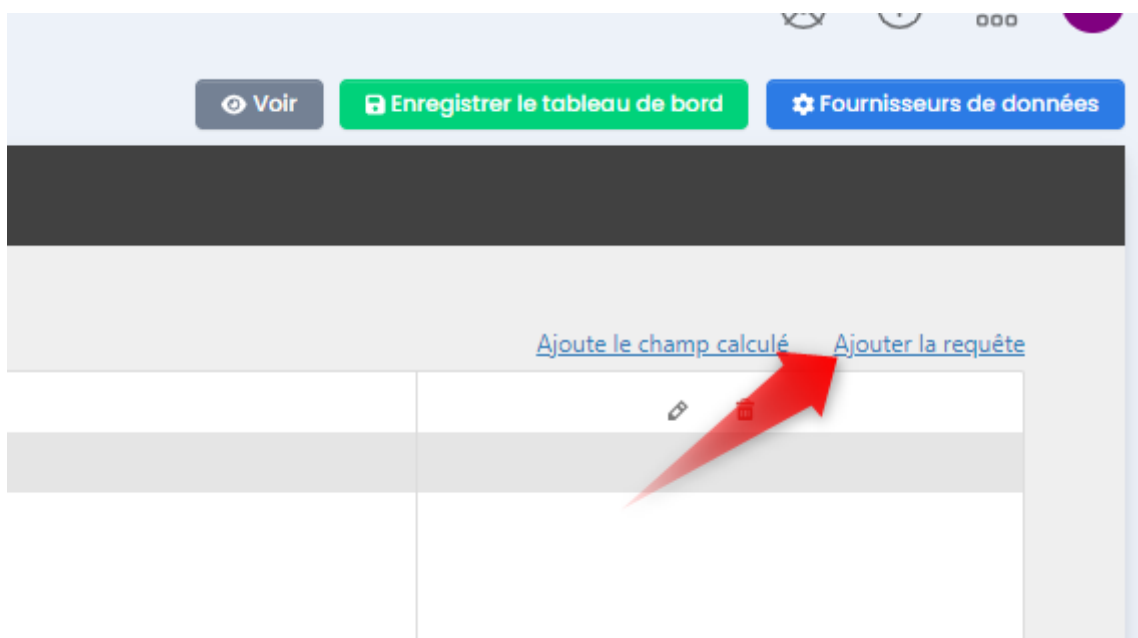 Voir
Enregistrer le tableau de bord
Fournisseurs de données
Ajoute le champ calculé
Ajouter la requête